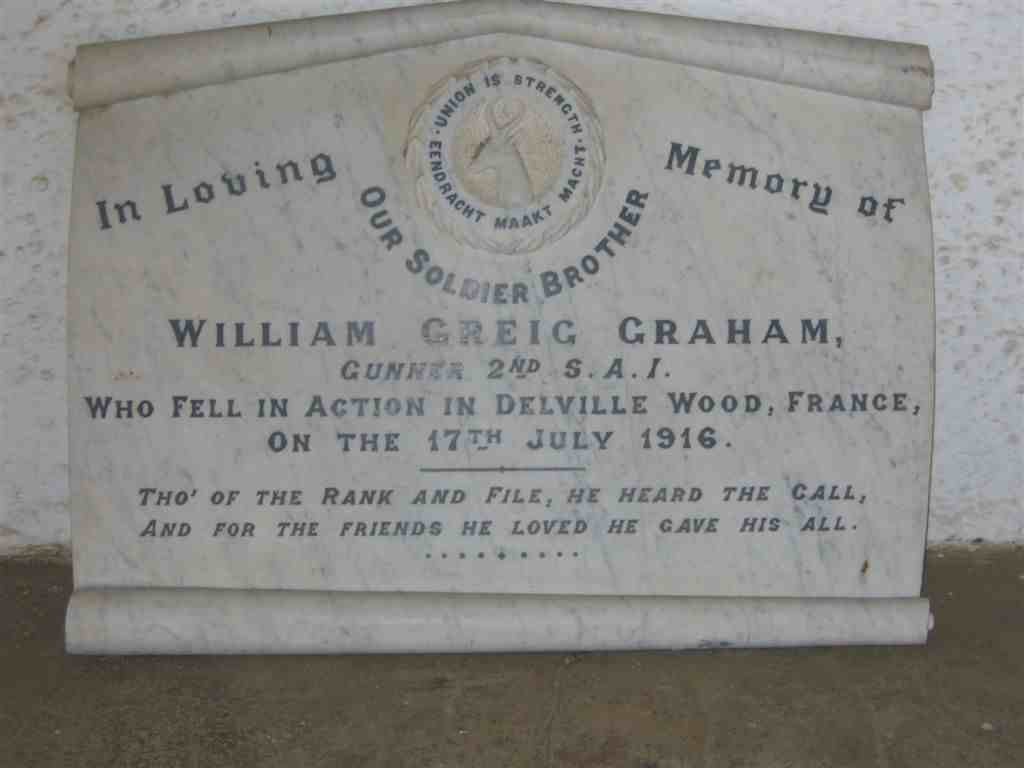 UNION IS STRENGTH
EENDRACHT MAAKT MACHT
In Loving Memory of
OUR SOLDIER BROTHER
WILLIAM GREIG GRAHAM,
GUNNER 2ND S.A.I.
WHO FELL IN ACTION IN DELVILLE WOOD, FRANCE,
ON THE 17TH JULY 1916.
THO' OF THE RANK AND FILE, HE HEARD THE CALL,
AND FOR THE FRIENDS HE LOVED HE GAVE HIS ALL.